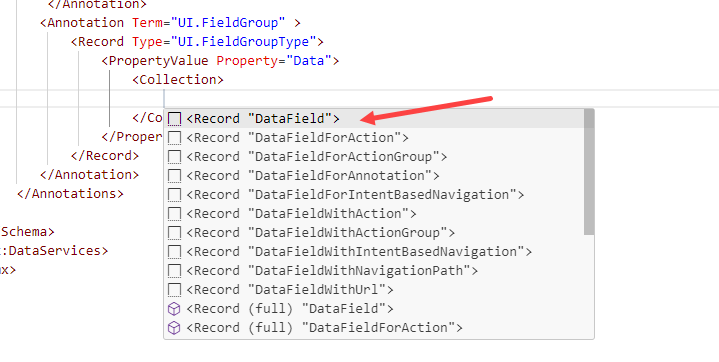 </Annotation>
<Annotation Term="UI.FieldGroup" >
<Record Type="UI.FieldGroupType">
<PropertyValue Property="Data">
<Collection>
</Co
</Proper
</Record>
</Annotation>
</Annotations>
Schema>
:DataServices>
x>
<Record "DataField">
<Record "DataFieldForAction">
<Record "DataFieldForActionGroup">
<Record "DataFieldForAnnotation">
<Record "DataFieldForIntentBasedNavigation">
<Record "DataFieldWithAction">
<Record "DataFieldWithActionGroup">
<Record "DataFieldWithIntentBasedNavigation">
<Record "DataFieldWithNavigationPath">
<Record "DataFieldWithUrl">
<Record (full) "DataField">
<Record (full) "DataFieldForAction">